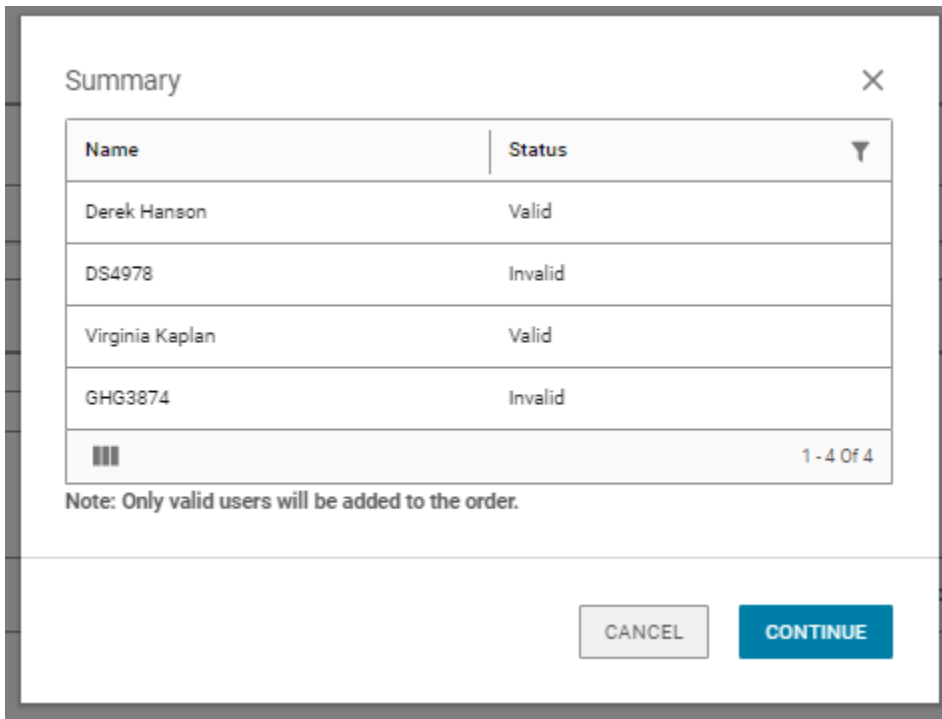 Summary
Name Status
Derek Hanson Valid
DS4978 Invalid
Virginia Kaplan Valid
GHG3874 Invalid
1 - 4 Of 4
Note: Only valid users will be added to the order.
CANCEL CONTINUE